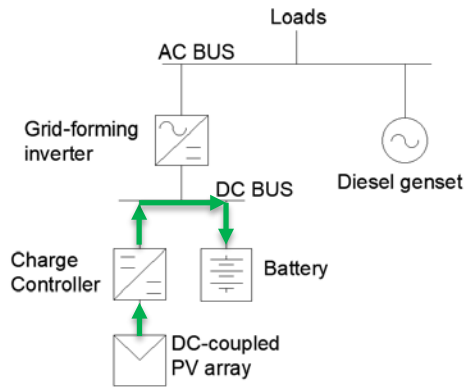 Loads
AC BUS
Grid-forming
inverter
Diesel genset
DC BUS
Charge
Controller
Battery
DC-coupled
PV array